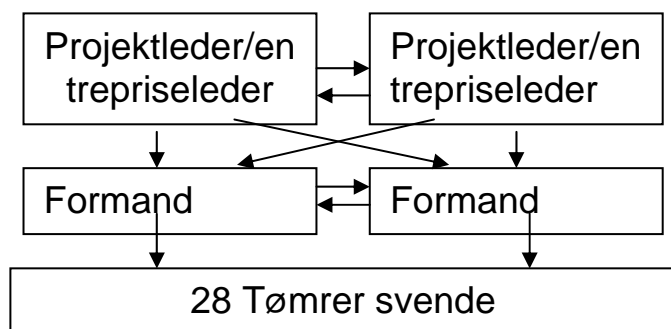 Projektleder/en
trepriseleder
Projektleder/en
trepriseleder
Formand
Formand
28 Tømrer svende